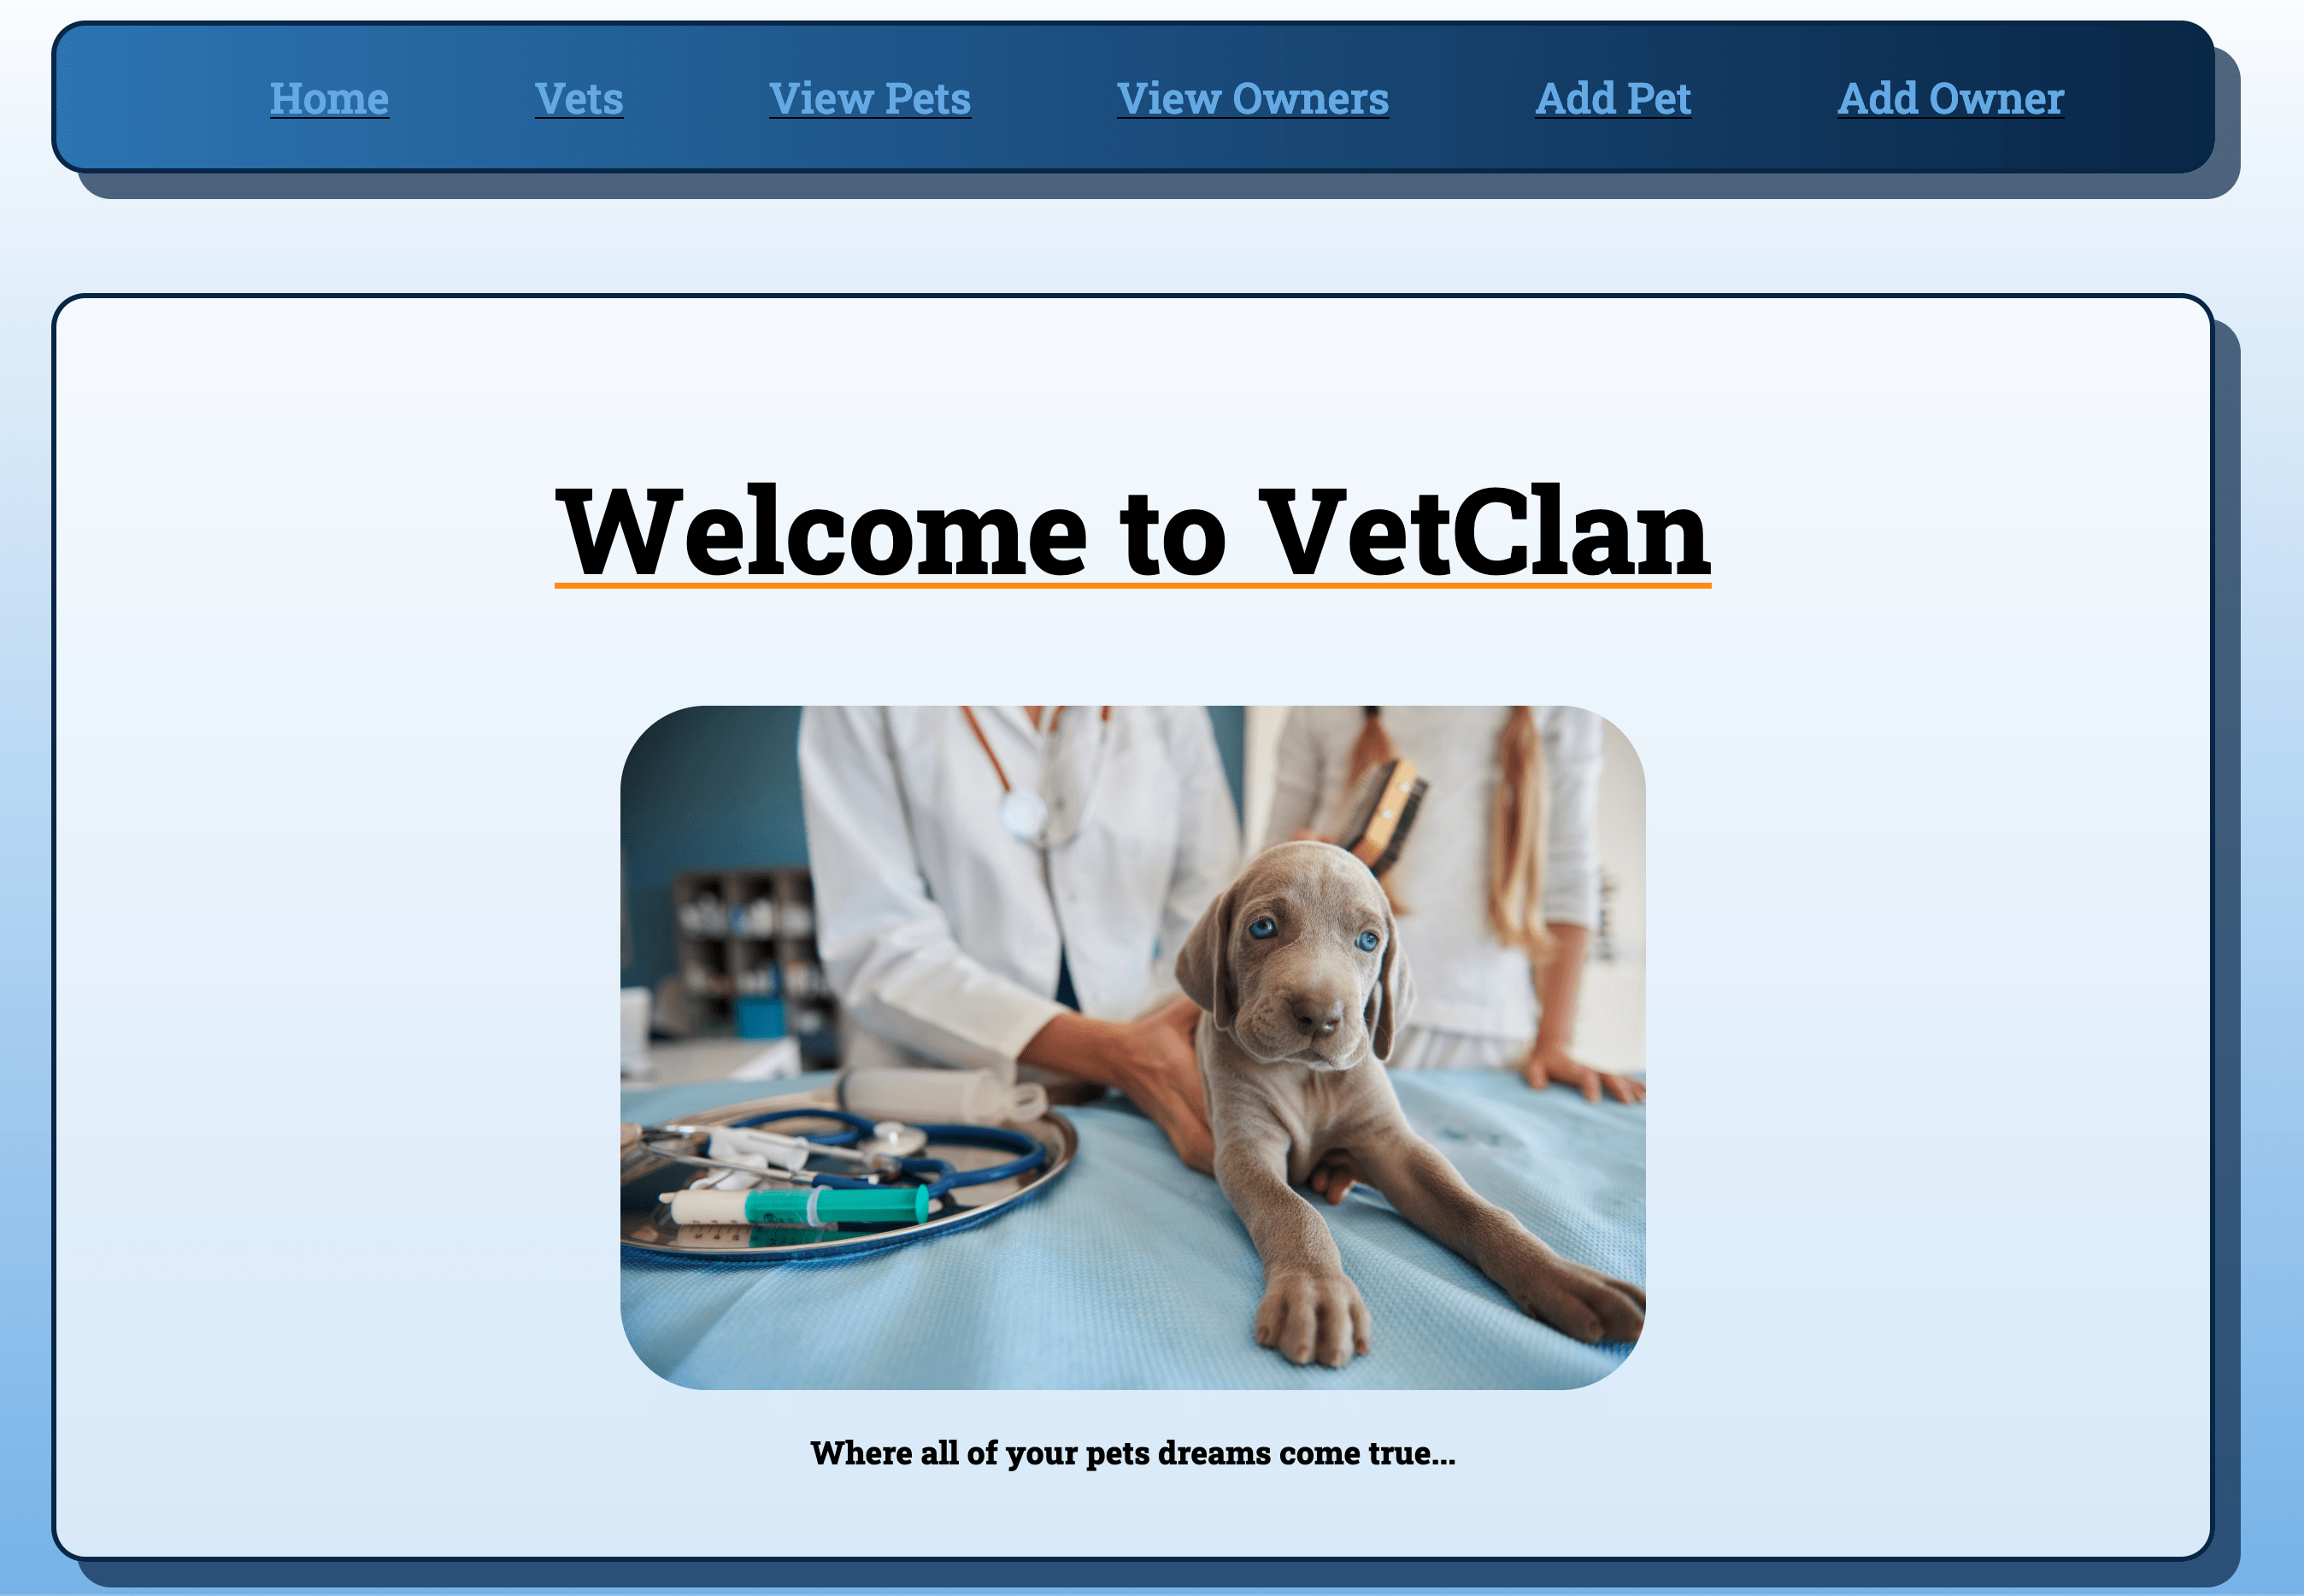 Home Vets View Pets View Owners Add Pet Add Owner
Welcome to VetClan
Where all of your pets dreams come true...